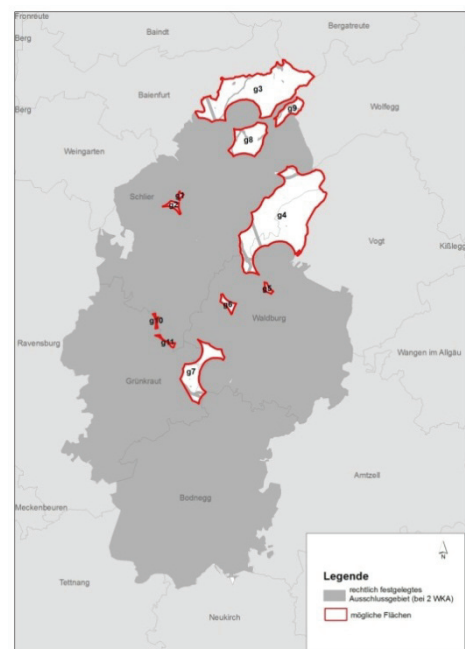 Fronreute
Baindt
Bergatreute
Berg
Baienfurt
g3
Berg
g9
Wolfegg
g8
Weingarten
Schlier
g4
Vogt
Kißlegg
g5
g6
Waldburg
g10
g11
Ravensburg
Wangen im Allgäu
g7
Grünkraut
Amtzell
Bodnegg
Meckenbeuren
Tettnang
Neukirch
N
Legende
rechtlich festgelegtes
Ausschlussgebiet (bei 2 WKA)
mögliche Flächen